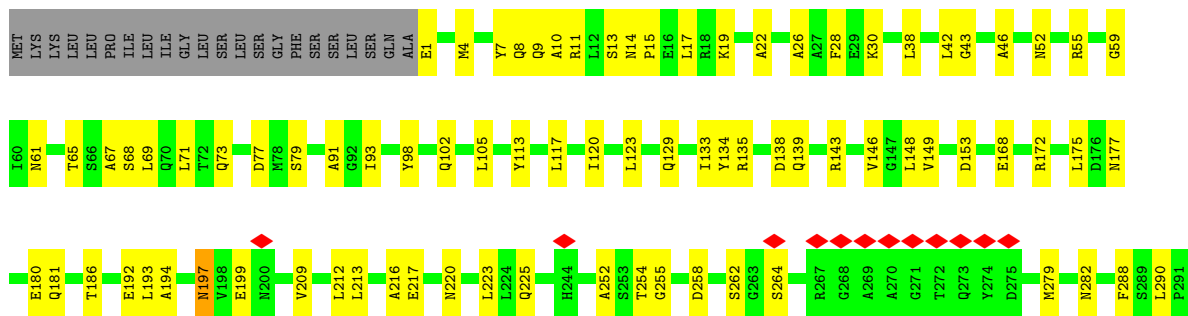 MET LYS LYS LEU LEU PRO ILE LEU ILE GLY LEU SER LEU SER GLY PHE SER SER LEU SER GLN ALA E1 M4 Y7 Q8 Q9 A10 R11 L12 S13 N14 P15 E16 L17 R18 K19 A22 A26 A27 F28 E29 K30 L38 L42 G43 A46 N52 R55 G59
I60 N61 T65 S66 A67 S68 L69 Q70 L71 T72 Q73 D77 M78 S79 A91 G92 I93 Y98 Q102 L105 Y113 L117 I120 L123 Q129 I133 Y134 R135 D138 Q139 R143 V146 G147 L148 V149 D153 E168 R172 L175 D176 N177
E180 Q181 T186 E192 L193 A194 N197 V198 E199 N200 V209 L212 L213 A216 E217 N220 L223 L224 Q225 H244 A252 S253 T254 G255 D258 S262 G263 S264 R267 G268 A269 A270 G271 T272 Q273 Y274 D275 M279 N282 F288 S289 L290 P291